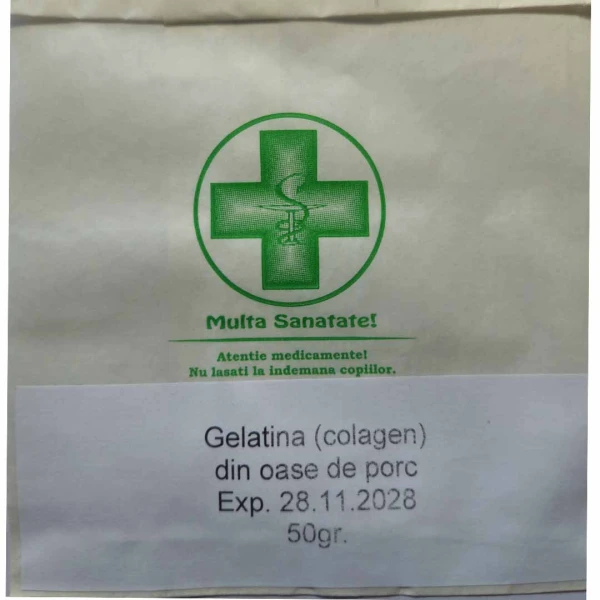 Multa Sanatate!
Atentie medicamente!
Nu lasati la indemana copiilor.
Gelatina (colagen)
din oase de porc
Exp. 28.11.2028
50gr.